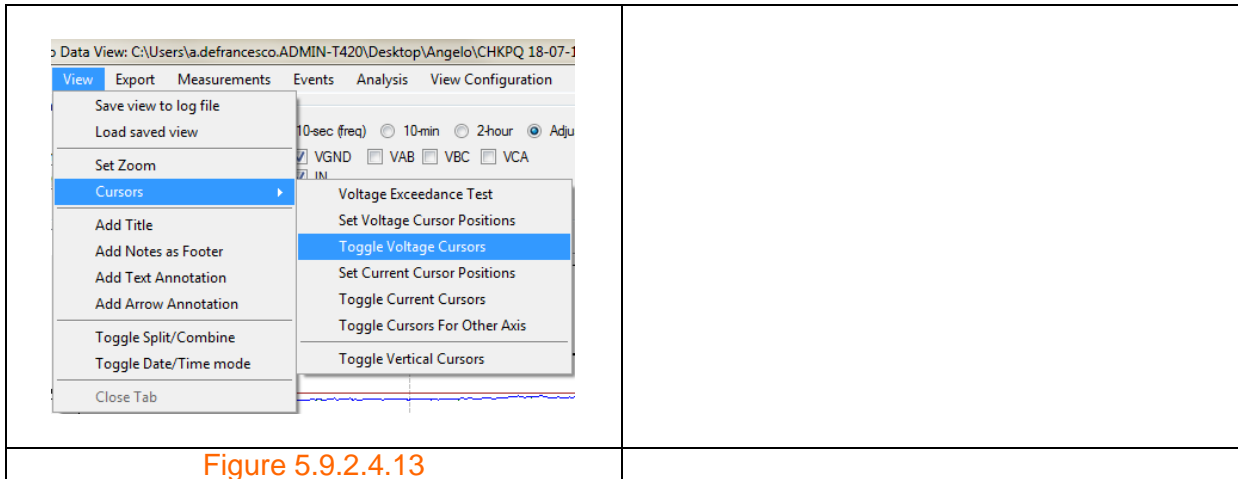 Data View: C:\Users\a.defrancesco.ADMIN-T420\Desktop\Angelo\CHKPQ 18-07-1
View Export Measurements Events Analysis View Configuration
Save view to log file
Load saved view
10-sec (freq) 10-min 2-hour Adju
VGND VAB VBC VCA
IN
Set Zoom
Cursors
Voltage Exceedance Test
Set Voltage Cursor Positions
Toggle Voltage Cursors
Set Current Cursor Positions
Toggle Current Cursors
Toggle Cursors For Other Axis
Toggle Vertical Cursors
Add Title
Add Notes as Footer
Add Text Annotation
Add Arrow Annotation
Toggle Split/Combine
Toggle Date/Time mode
Close Tab
Figure 5.9.2.4.13